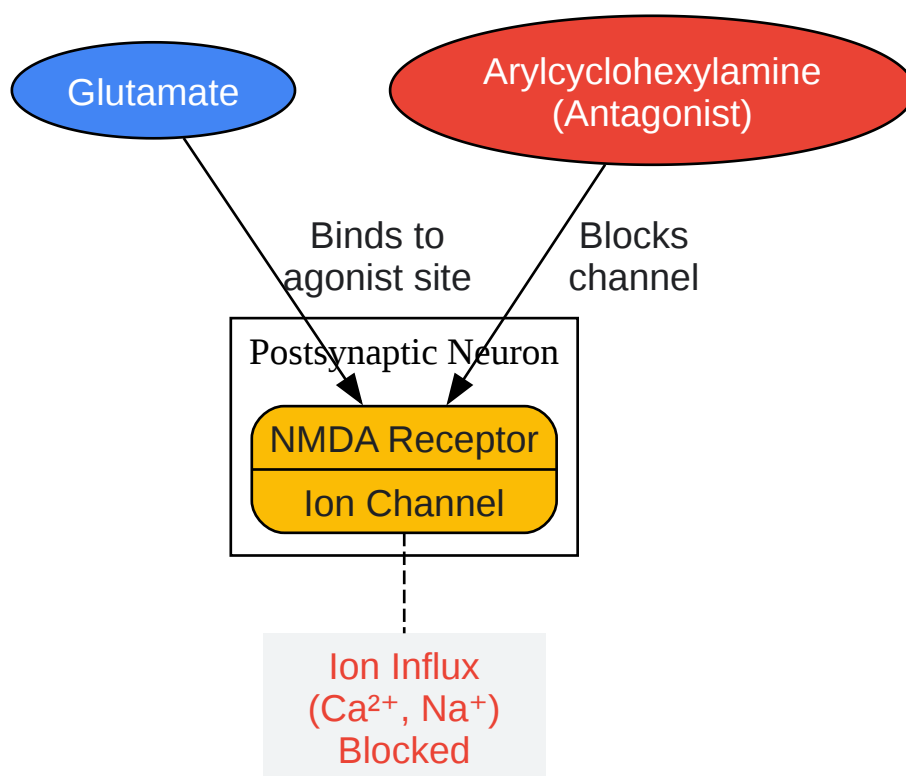 Glutamate
Arylcyclohexylamine
(Antagonist)
Binds to
agonist site
Blocks
channel
Postsynaptic Neuron
NMDA Receptor
Ion Channel
Ion Influx
(Ca²⁺, Na⁺)
Blocked